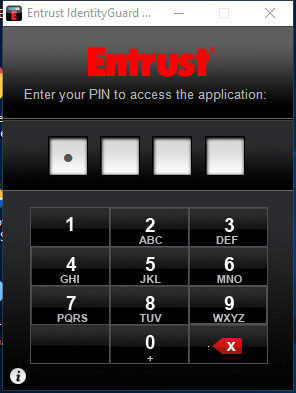 Entrust IdentityGuard ...
Entrust®
Enter your PIN to access the application:
1
2
ABC
3
DEF
4
GHI
5
JKL
6
MNO
7
PQRS
8
TUV
9
WXYZ
0
+
x
i